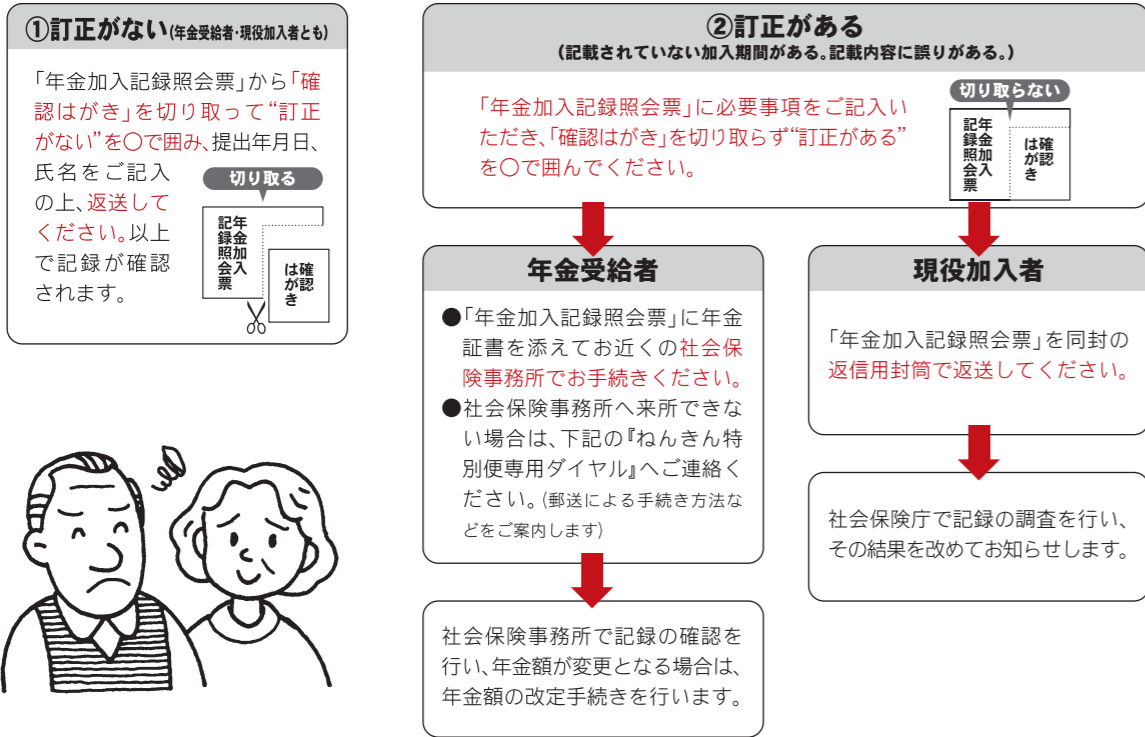 ①訂正がない(年金受給者・現役加入者とも)
「年金加入記録照会票」から「確
認はがき」を切り取って“訂正
がない”を〇で囲み、提出年月日、
氏名をご記入
の上、返送して
ください。以上
で記録が確認
されます。
切り取る
年金加入
記録照会票
確認
はがき
②訂正がある
(記載されていない加入期間がある。記載内容に誤りがある。)
「年金加入記録照会票」に必要事項をご記入い
ただき、「確認はがき」を切り取らず“訂正がある”
を〇で囲んでください。
切り取らない
年金加入
記録照会票
確認
はがき
年金受給者
●「年金加入記録照会票」に年金
証書を添えてお近くの社会保
険事務所でお手続きください。
●社会保険事務所へ来所できな
い場合は、下記の『ねんきん特
別便専用ダイヤル』へご連絡く
ださい。(郵送による手続き方法な
どをご案内します)
社会保険事務所で記録の確認を
行い、年金額が変更となる場合は、
年金額の改定手続きを行います。
現役加入者
「年金加入記録照会票」を同封の
返信用封筒で返送してください。
社会保険庁で記録の調査を行い、
その結果を改めてお知らせします。